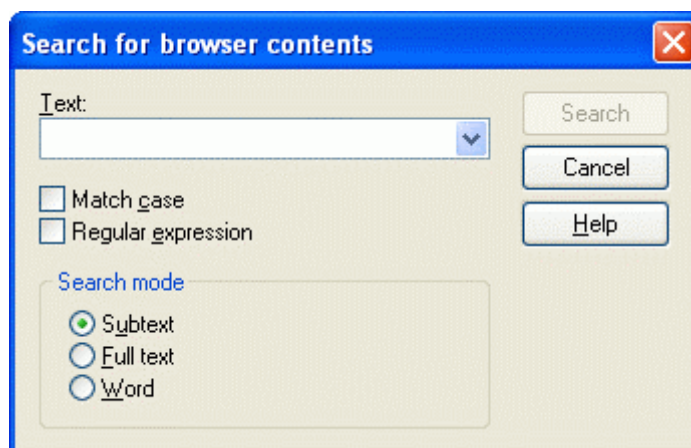 Search for browser contents
Text:
Search
Cancel
Match case
Regular expression
Help
Search mode
Subtext
Full text
Word